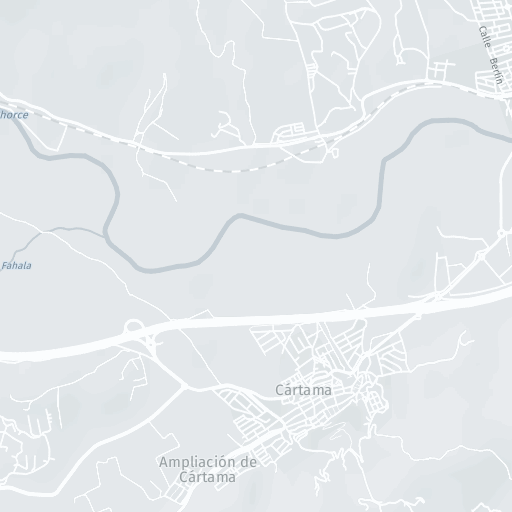 Calle - Berlín
horce
Fahala
Cártama
Ampliación de
Cártama